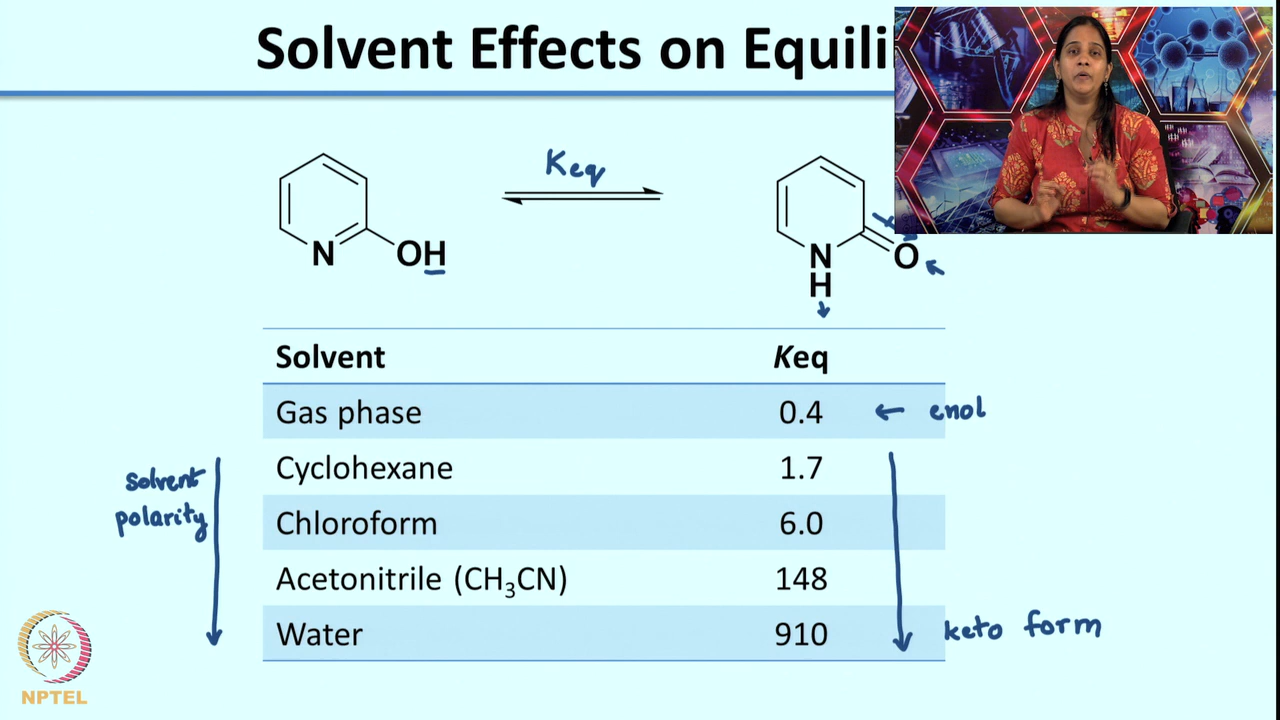 Solvent Effects on Equili
Keq
N
OH
N
H
O
Solvent Keq
Gas phase 0.4 ← enol
Cyclohexane 1.7
solvent
polarity
Chloroform 6.0
Acetonitrile (CH₃CN) 148
Water 910
keto form
NPTEL